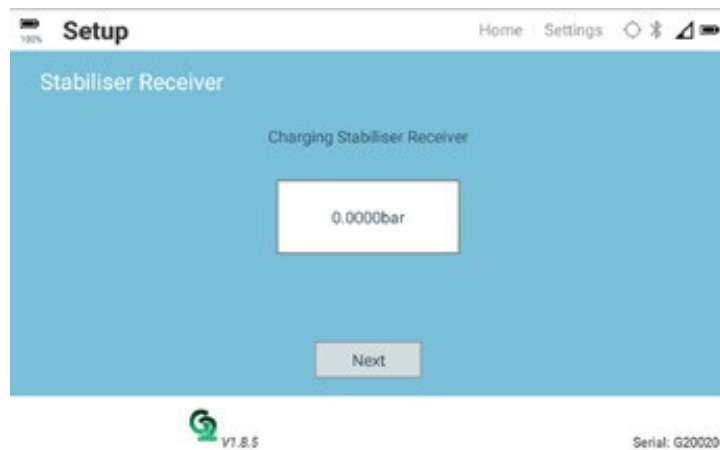 Setup
Home Settings
100%
Stabiliser Receiver
Charging Stabiliser Receiver
0.0000bar
Next
V1.8.5
Serial: G20020